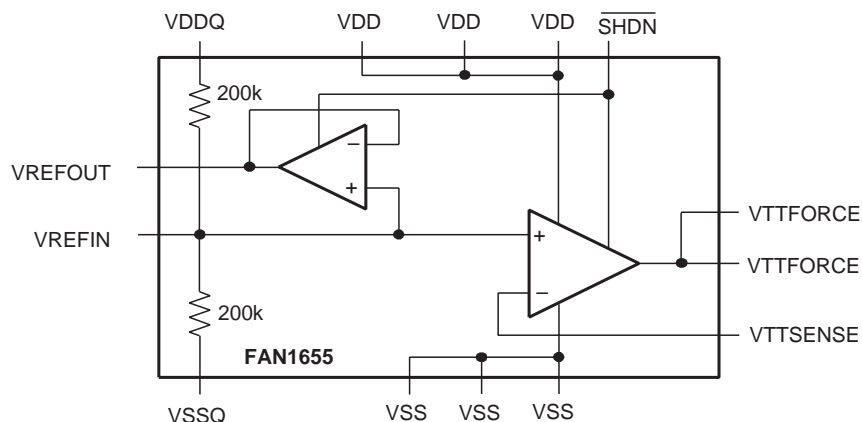 VDDQ VDD VDD VDD SHDN
200k
−
VREFOUT
+
VTTFORCE
VREFIN
+
VTTFORCE
−
200k
VTTSENSE
FAN1655
VSSQ VSS VSS VSS